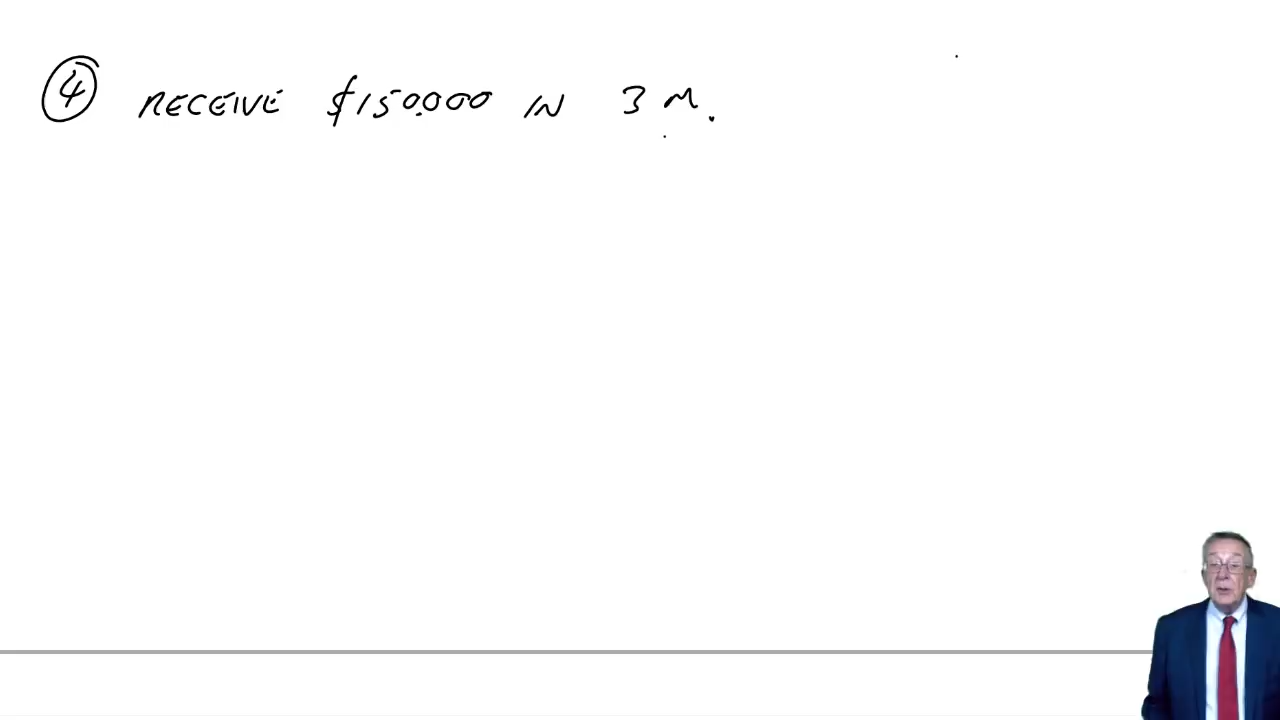 ④ RECEIVE $150.000 IN 3 M.